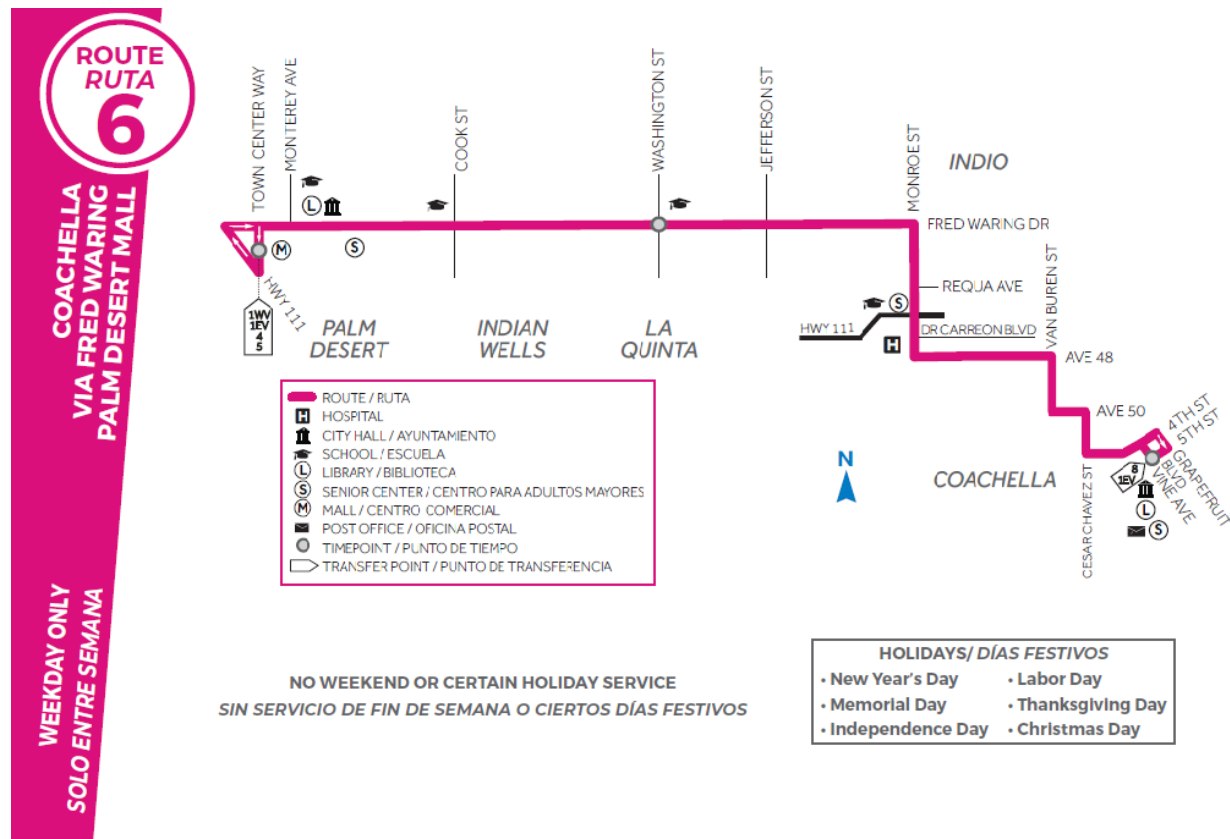 ROUTE
RUTA
6
COACHELLA
VIA FRED WARING
PALM DESERT MALL
WEEKDAY ONLY
SOLO ENTRE SEMANA
TOWN CENTER WAY
MONTEREY AVE
COOK ST
WASHINGTON ST
JEFFERSON ST
MONROE ST
INDIO
FRED WARING DR
L
M
S
HWY 111
1WV
1EV
4
5
PALM
DESERT
INDIAN
WELLS
LA
QUINTA
REQUA AVE
S
HWY 111
DR CARREON BLVD
H
VAN BUREN ST
AVE 48
AVE 50
4TH ST
5TH ST
GRAPEFRUIT
BLVD
VINE AVE
8
1EV
L
S
CESAR CHAVEZ ST
COACHELLA
N
ROUTE / RUTA
H HOSPITAL
CITY HALL / AYUNTAMIENTO
SCHOOL / ESCUELA
L LIBRARY / BIBLIOTECA
S SENIOR CENTER / CENTRO PARA ADULTOS MAYORES
M MALL / CENTRO COMERCIAL
POST OFFICE / OFICINA POSTAL
TIMEPOINT / PUNTO DE TIEMPO
TRANSFER POINT / PUNTO DE TRANSFERENCIA
NO WEEKEND OR CERTAIN HOLIDAY SERVICE
SIN SERVICIO DE FIN DE SEMANA O CIERTOS DÍAS FESTIVOS
HOLIDAYS/ DÍAS FESTIVOS
• New Year's Day • Labor Day
• Memorial Day • Thanksgiving Day
• Independence Day • Christmas Day